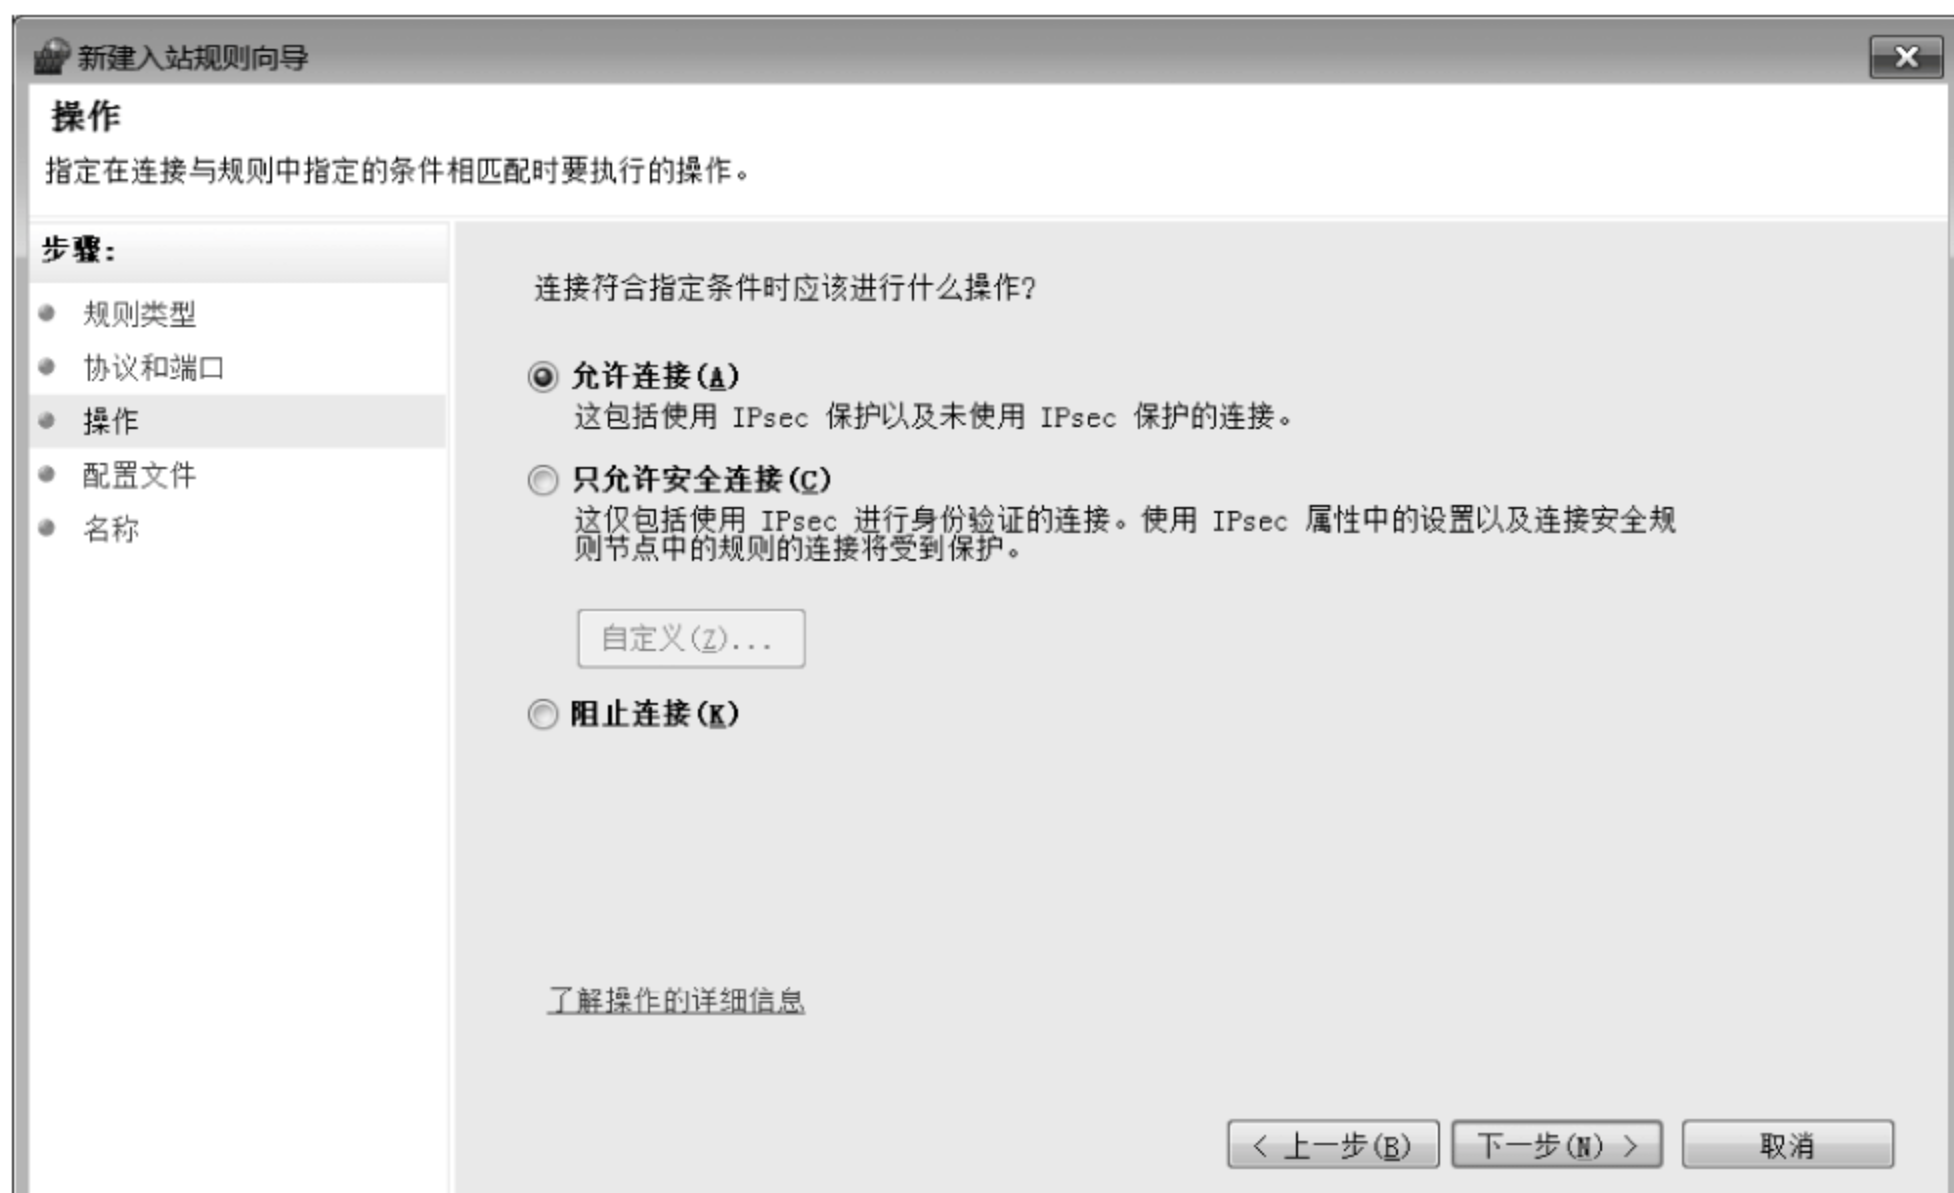 新建入站规则向导
操作
指定在连接与规则中指定的条件相匹配时要执行的操作。
步骤:
规则类型
协议和端口
操作
配置文件
名称
连接符合指定条件时应该进行什么操作?
允许连接(A)
这包括使用 IPsec 保护以及未使用 IPsec 保护的连接。
只允许安全连接(C)
这仅包括使用 IPsec 进行身份验证的连接。使用 IPsec 属性中的设置以及连接安全规
则节点中的规则的连接将受到保护。
自定义(Z)...
阻止连接(K)
了解操作的详细信息
< 上一步(B)
下一步(N) >
取消